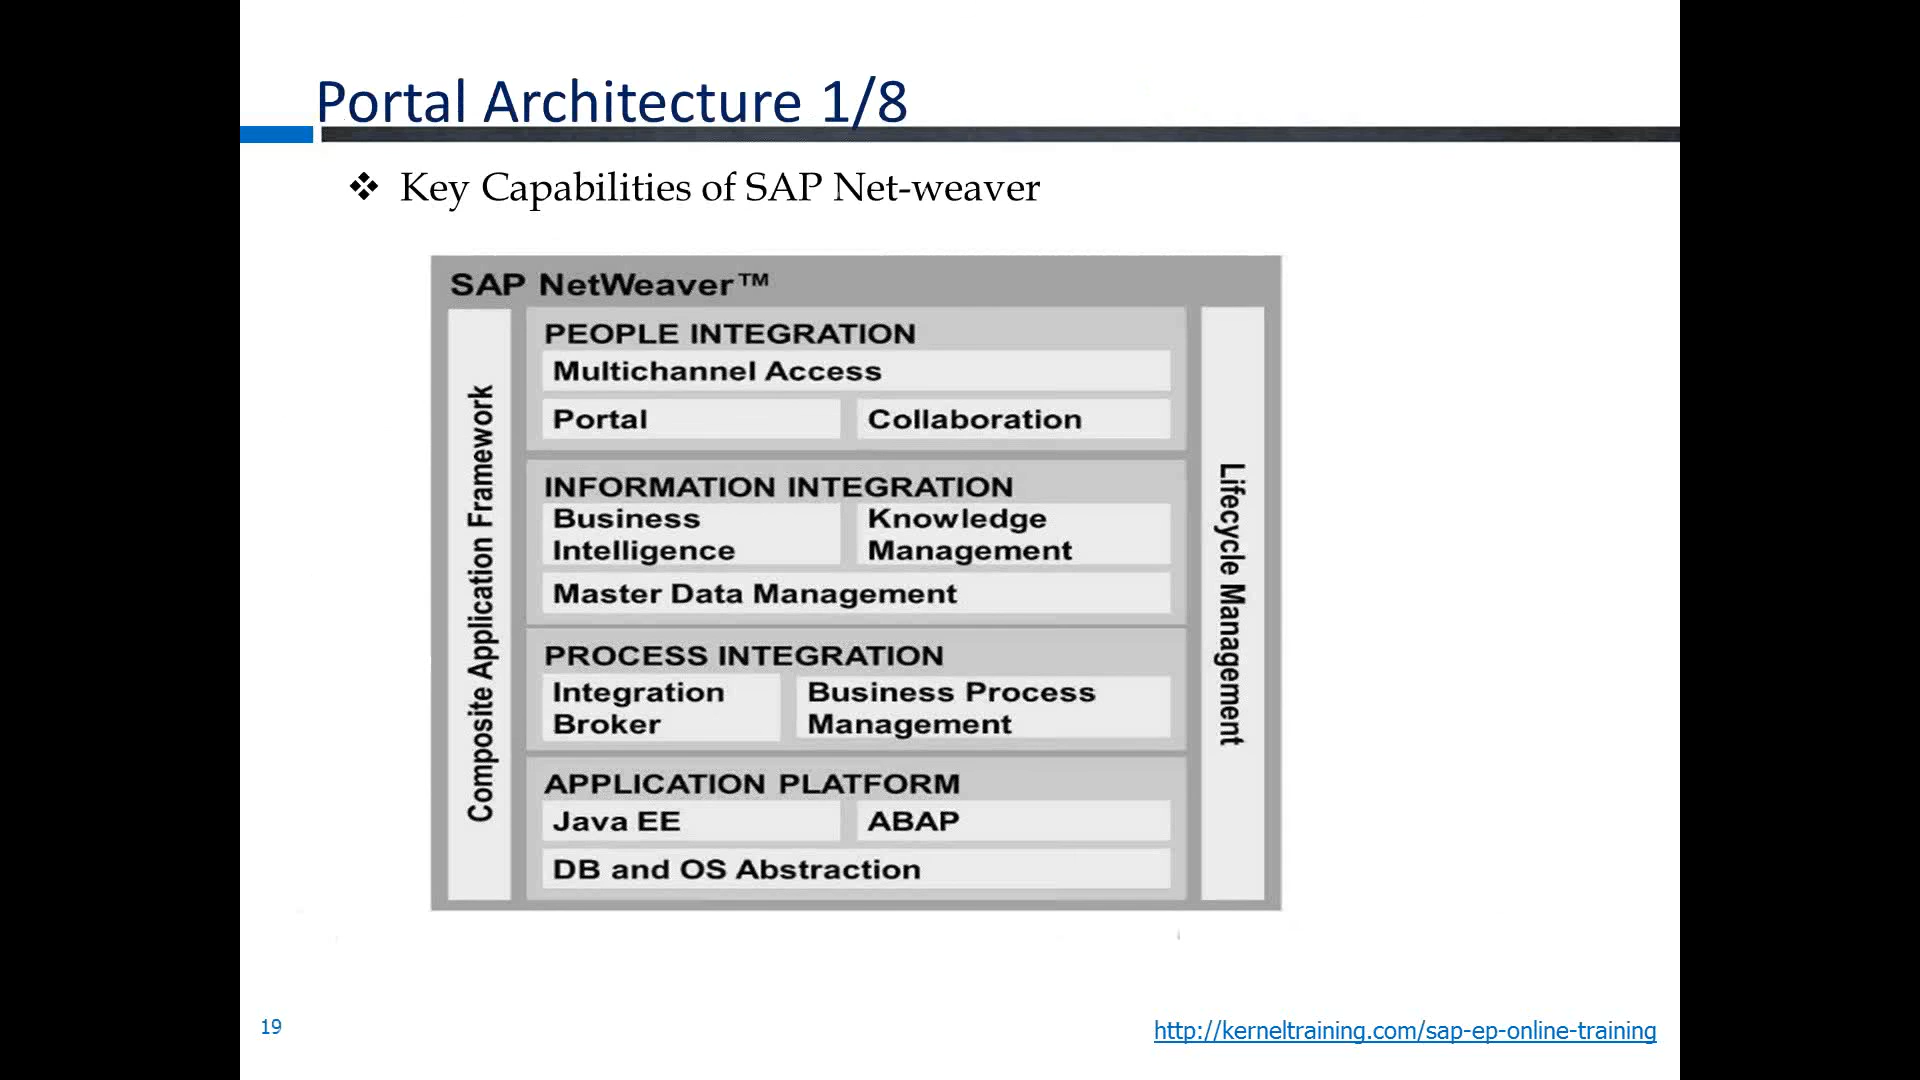 Portal Architecture 1/8
❖ Key Capabilities of SAP Net-weaver
SAP NetWeaver™
Composite Application Framework
PEOPLE INTEGRATION
Multichannel Access
Portal
Collaboration
INFORMATION INTEGRATION
Business
Intelligence
Knowledge
Management
Master Data Management
PROCESS INTEGRATION
Integration
Broker
Business Process
Management
APPLICATION PLATFORM
Java EE
ABAP
DB and OS Abstraction
Lifecycle Management
19
http://kerneltraining.com/sap-ep-online-training